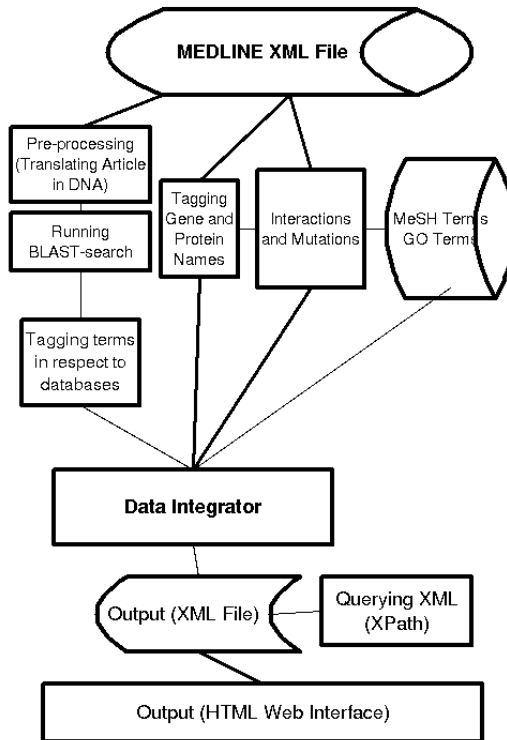 MEDLINE XML File
Pre-processing
(Translating Article
in DNA)
Running
BLAST-search
Tagging terms
in respect to
databases
Tagging
Gene and
Protein
Names
Interactions
and Mutations
MeSH Terms
GO Terms
Data Integrator
Output (XML File)
Querying XML
(XPath)
Output (HTML Web Interface)